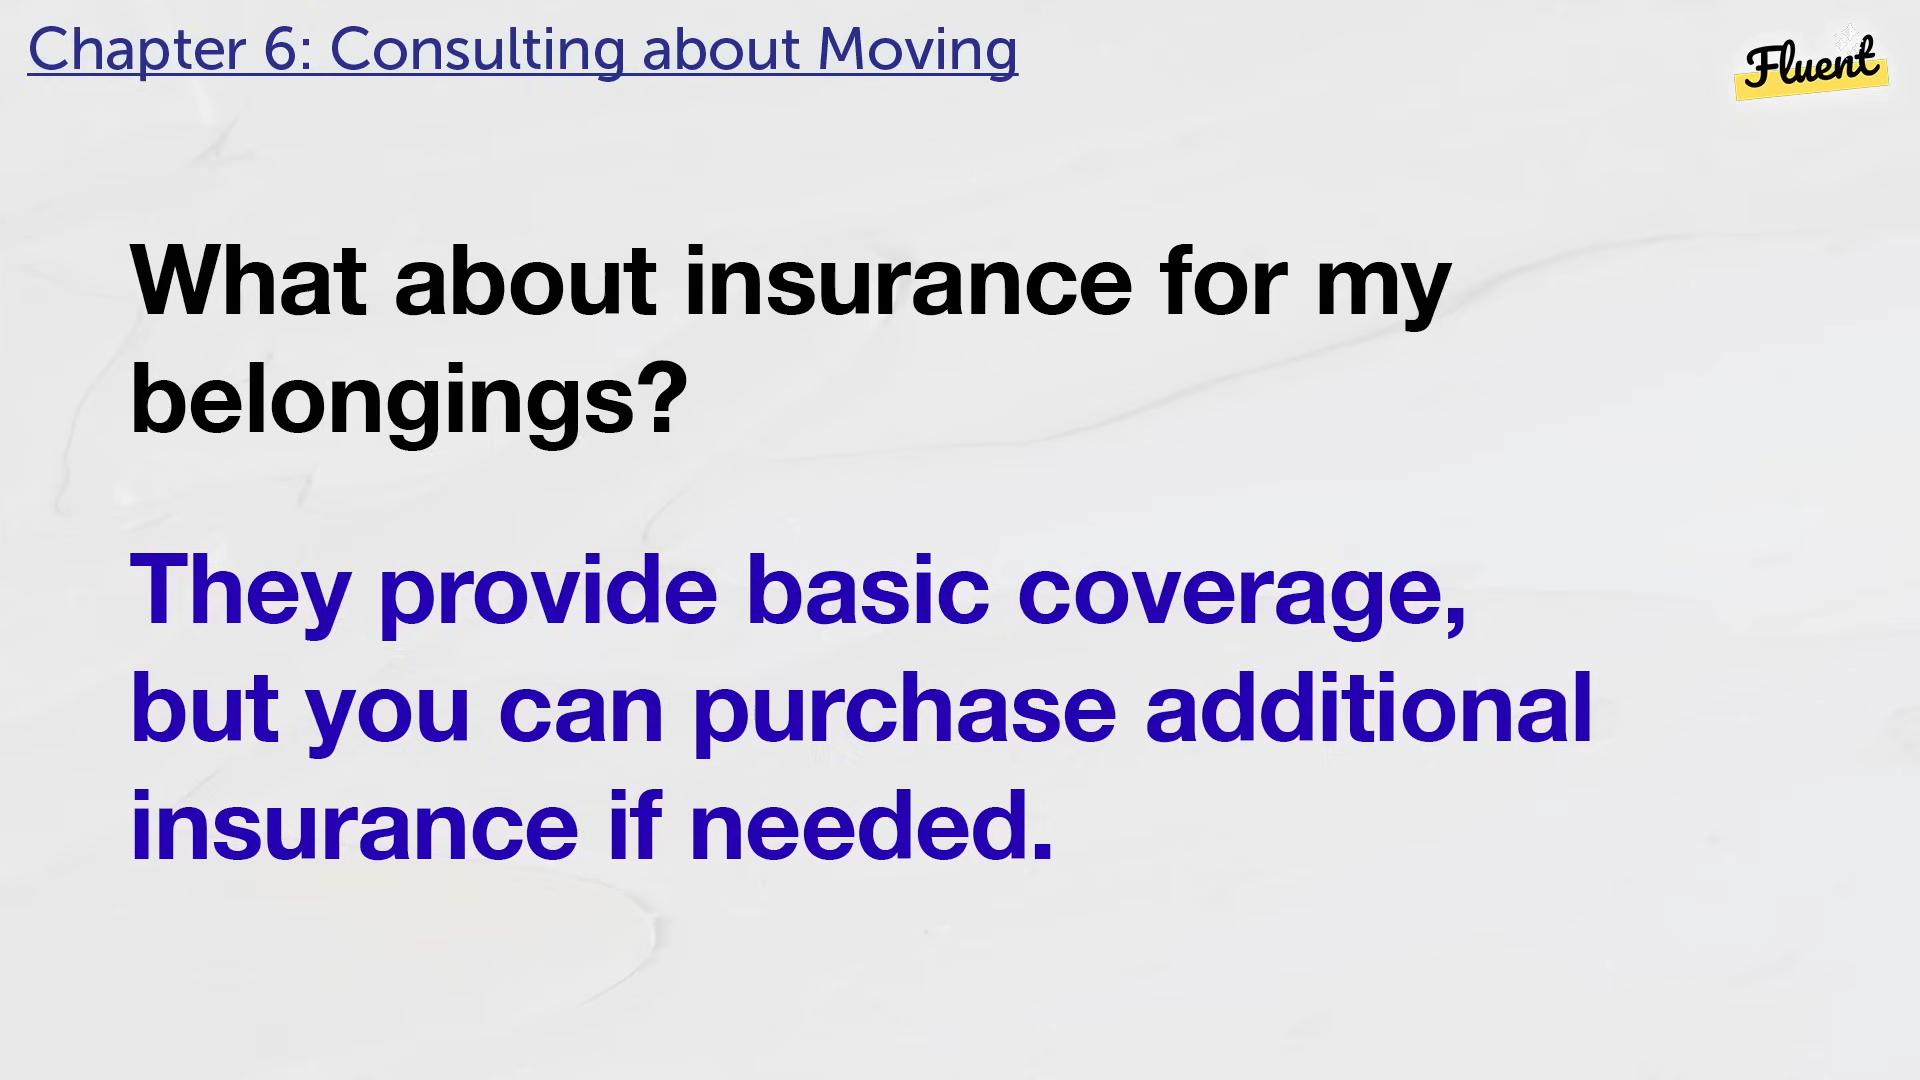 Chapter 6: Consulting about Moving
Fluent
What about insurance for my
belongings?
They provide basic coverage,
but you can purchase additional
insurance if needed.